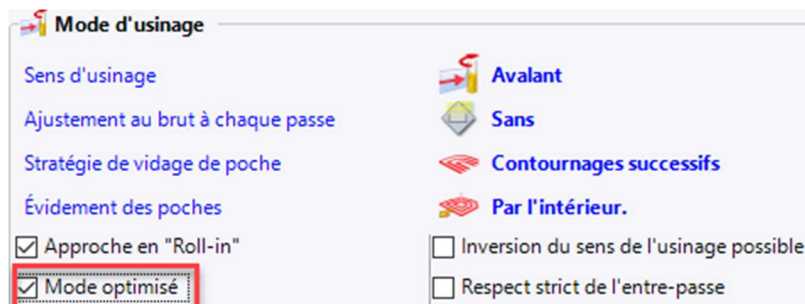 Mode d'usinage
Sens d'usinage Avalant
Ajustement au brut à chaque passe Sans
Stratégie de vidage de poche Contournages successifs
Évidement des poches Par l'intérieur.
Approche en "Roll-in" Inversion du sens de l'usinage possible
Mode optimisé Respect strict de l'entre-passe